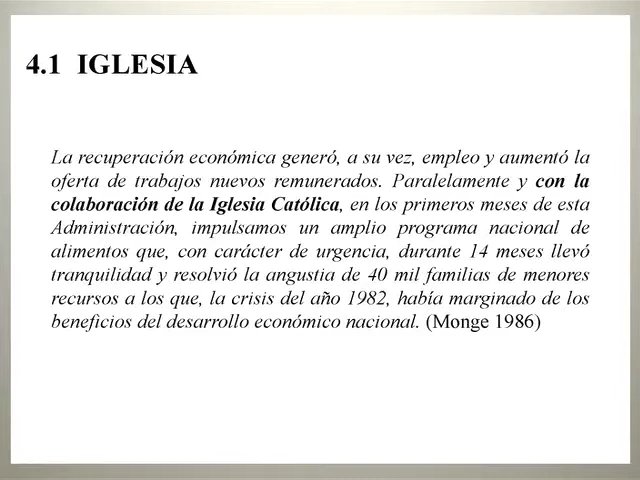 4.1 IGLESIA
La recuperación económica generó, a su vez, empleo y aumentó la
oferta de trabajos nuevos remunerados. Paralelamente y con la
colaboración de la Iglesia Católica, en los primeros meses de esta
Administración, impulsamos un amplio programa nacional de
alimentos que, con carácter de urgencia, durante 14 meses llevó
tranquilidad y resolvió la angustia de 40 mil familias de menores
recursos a los que, la crisis del año 1982, había marginado de los
beneficios del desarrollo económico nacional. (Monge 1986)